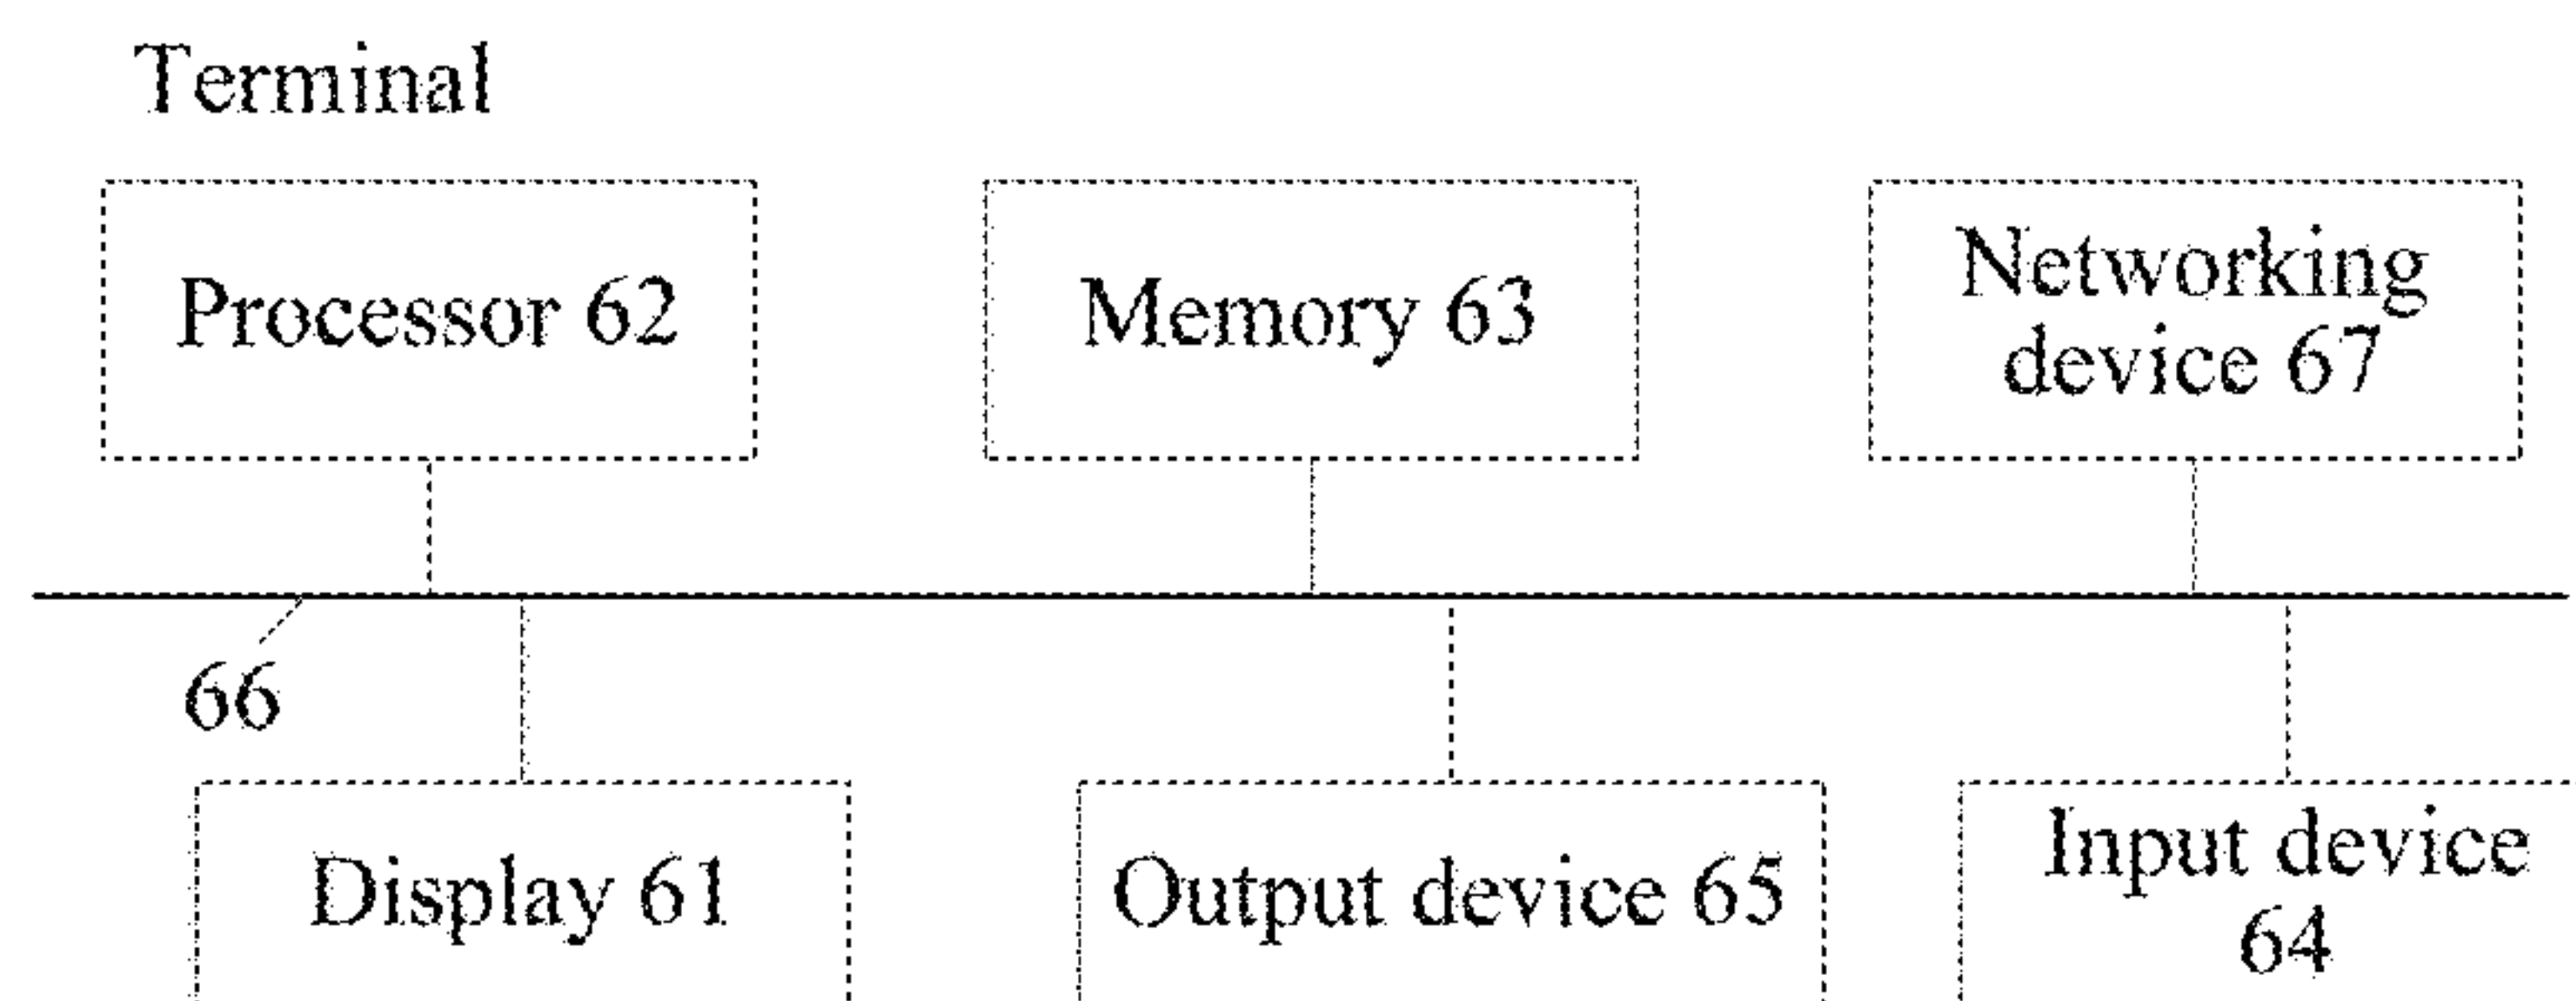 Terminal
Processor 62
Memory 63
Networking
device 67
66
Display 61
Output device 65
Input device
64